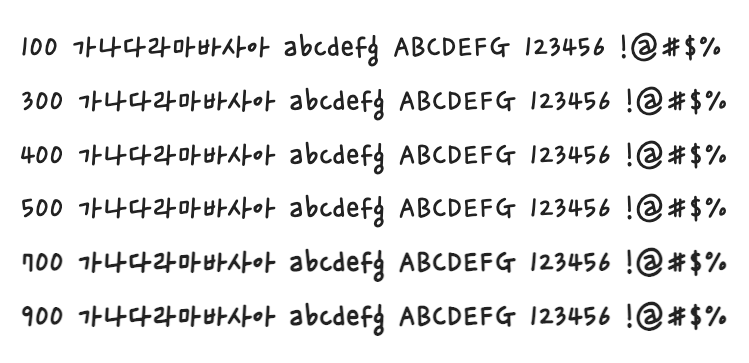 100 가나다라마바사아 abcdefg ABCDEFG 123456 !@#$%
300 가나다라마바사아 abcdefg ABCDEFG 123456 !@#$%
400 가나다라마바사아 abcdefg ABCDEFG 123456 !@#$%
500 가나다라마바사아 abcdefg ABCDEFG 123456 !@#$%
700 가나다라마바사아 abcdefg ABCDEFG 123456 !@#$%
900 가나다라마바사아 abcdefg ABCDEFG 123456 !@#$%